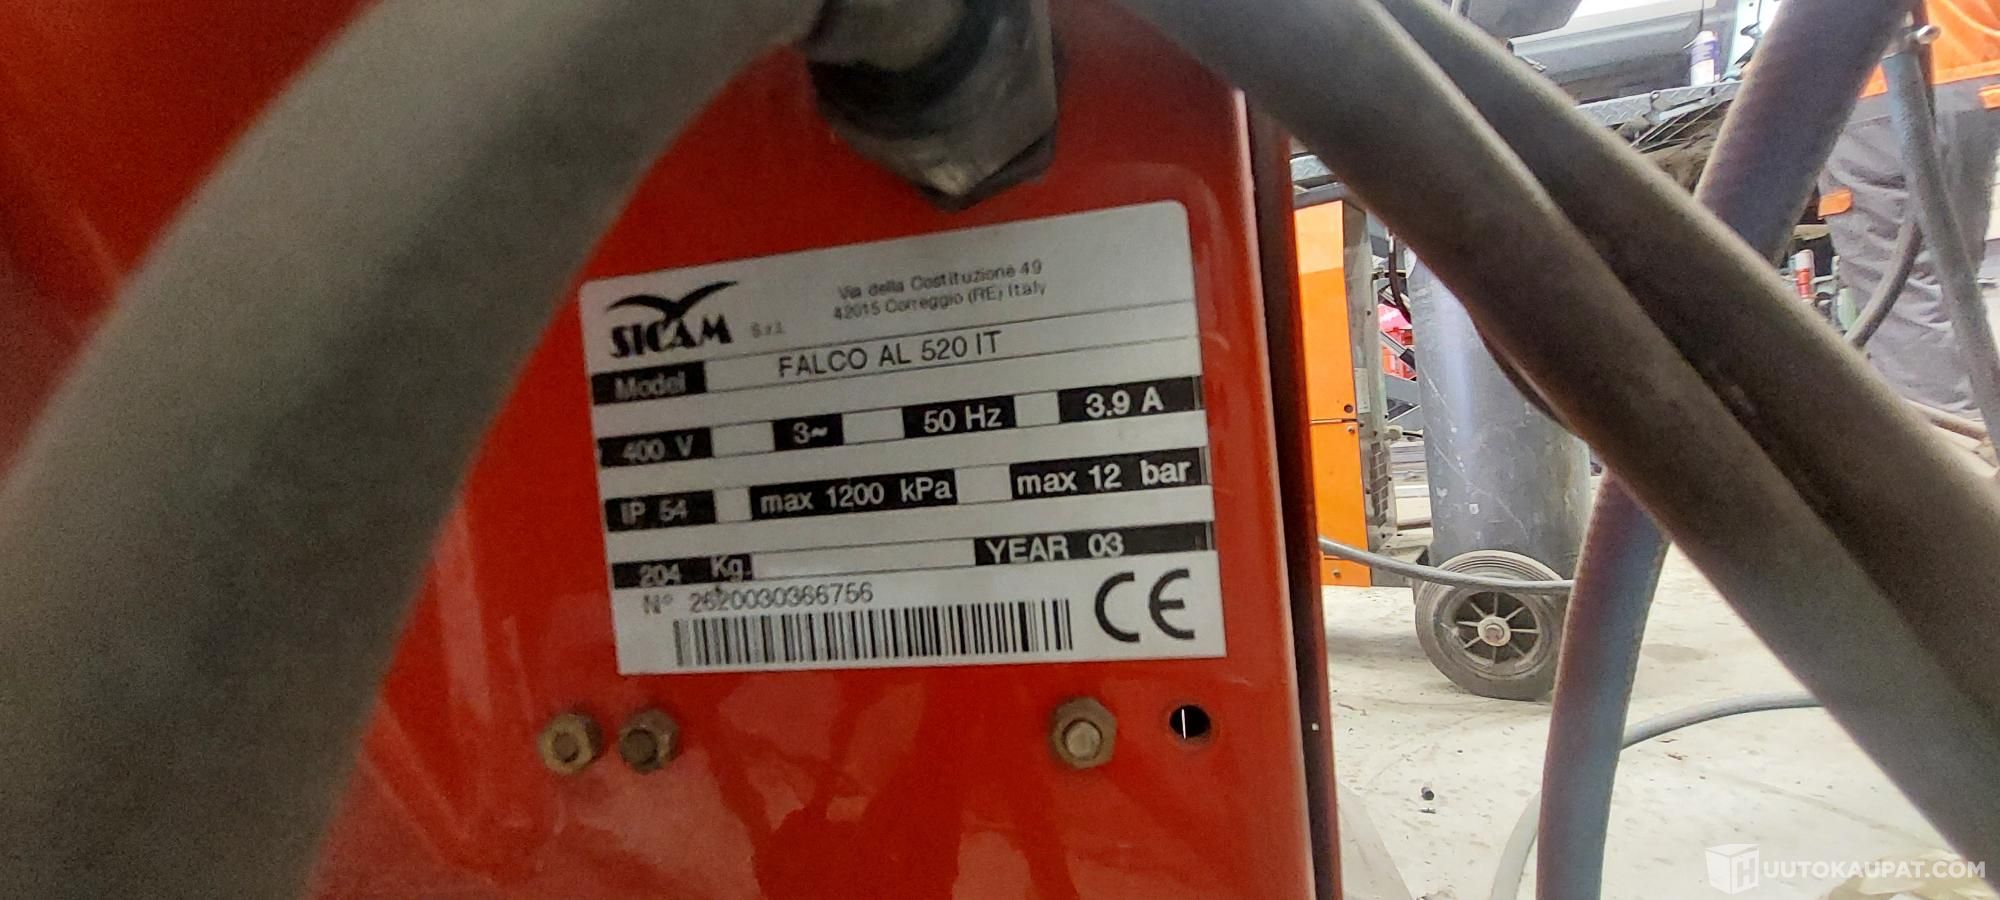 SICAM S.r.l.
Via della Costituzione 49
42015 Correggio (RE) Italy
Model FALCO AL 520 IT
400 V 3~ 50 Hz 3.9 A
IP 54 max 1200 kPa max 12 bar
204 Kg. YEAR 03
N° 2620030366756
CE
HUUTOKAUPAT.COM